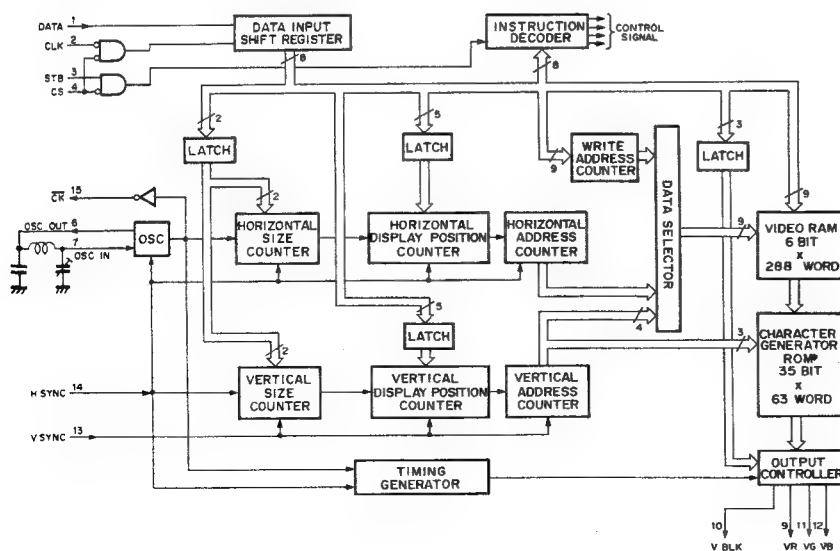 DATA 1
DATA INPUT
SHIFT REGISTER
INSTRUCTION
DECODER
CONTROL
SIGNAL
CLK 2
STB 3
CS 4
8
8
2
5
3
9
LATCH
LATCH
WRITE
ADDRESS
COUNTER
9
LATCH
DATA SELECTOR
CK 15
2
OSC OUT 6
7
OSC IN
OSC
HORIZONTAL
SIZE
COUNTER
HORIZONTAL
DISPLAY POSITION
COUNTER
HORIZONTAL
ADDRESS
COUNTER
9
VIDEO RAM
6 BIT
x
288 WORD
5
4
LATCH
3
2
CHARACTER
GENERATOR
ROM
35 BIT
x
63 WORD
H SYNC 14
VERTICAL
SIZE
COUNTER
VERTICAL
DISPLAY POSITION
COUNTER
VERTICAL
ADDRESS
COUNTER
V SYNC 13
TIMING
GENERATOR
OUTPUT
CONTROLLER
10 9 11 12
V BLK VR VG VB